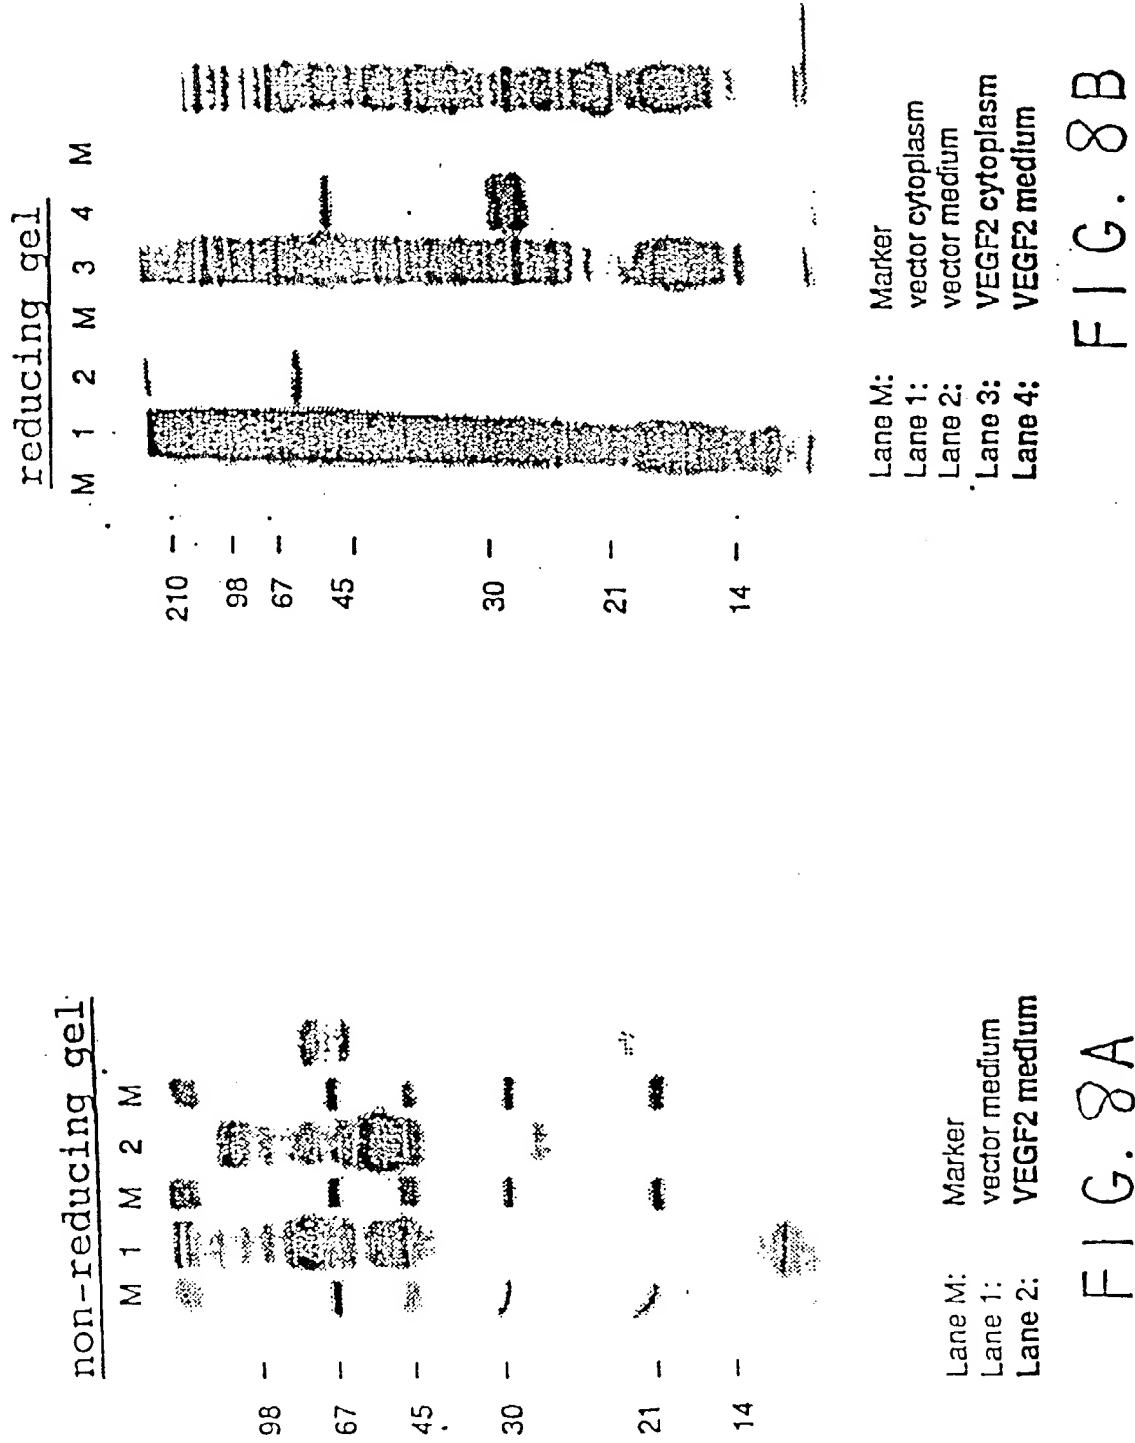 non-reducing gel
M 1 M 2 M
98
67
45
30
21
14
Lane M: Marker
Lane 1: vector medium
Lane 2: VEGF2 medium
FIG. 8A
reducing gel
M 1 2 M 3 4 M
210
98
67
45
30
21
14
Lane M: Marker
Lane 1: vector cytoplasm
Lane 2: vector medium
Lane 3: VEGF2 cytoplasm
Lane 4: VEGF2 medium
FIG. 8B